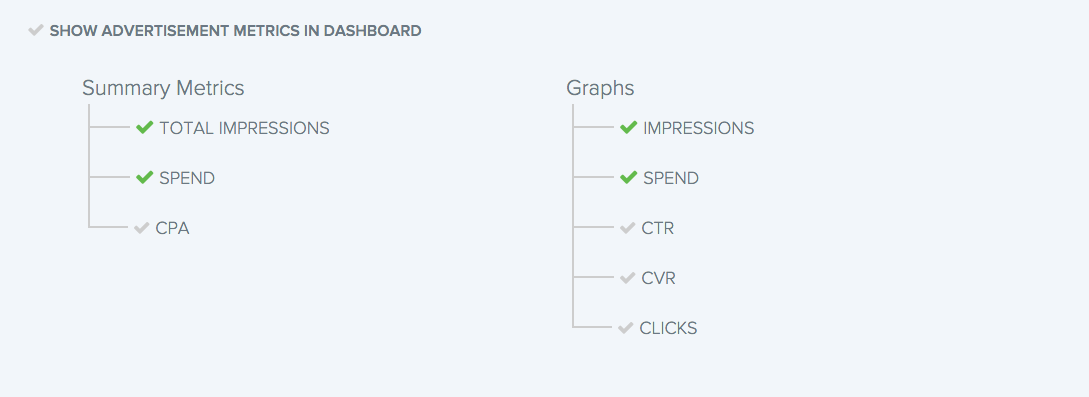 SHOW ADVERTISEMENT METRICS IN DASHBOARD
Summary Metrics
TOTAL IMPRESSIONS
SPEND
CPA
Graphs
IMPRESSIONS
SPEND
CTR
CVR
CLICKS